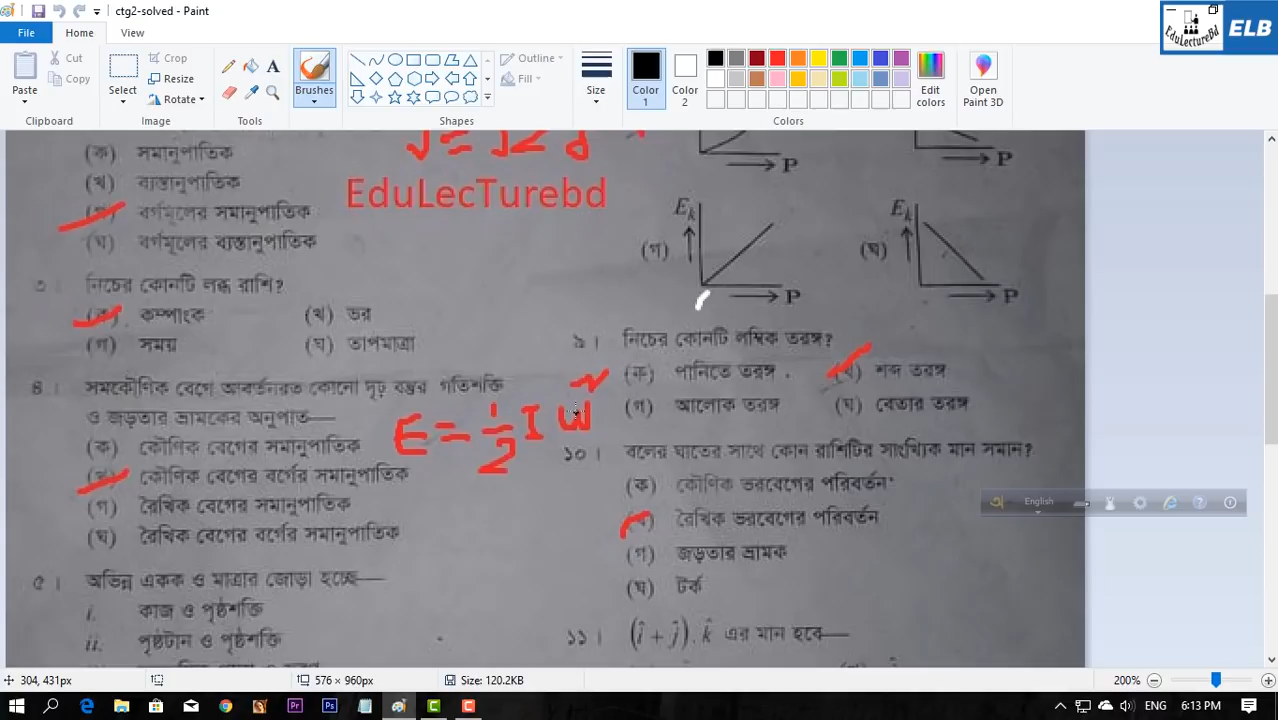 ctg2-solved - Paint
File
Home
View
EduLectureBd
ELB
Paste
Cut
Copy
Clipboard
Select
Crop
Resize
Rotate
Image
Tools
Brushes
Shapes
Outline
Fill
Size
Color 1
Color 2
Colors
Edit colors
Open Paint 3D
(ক) সমানুপাতিক
(খ) ব্যস্তানুপাতিক
বর্গমূলের সমানুপাতিক
(ঘ) বর্গমূলের ব্যস্তানুপাতিক
EduLecTurebd
৩। নিচের কোনটি লব্ধ রাশি?
(ক) কম্পাংক (খ) ভর
(গ) সময় (ঘ) তাপমাত্রা
৪। সমকৌণিক বেগে আবর্তনরত কোনো দৃঢ় বস্তুর গতিশক্তি
ও জড়তার ভ্রামকের অনুপাত—
(ক) কৌণিক বেগের সমানুপাতিক
কৌণিক বেগের বর্গের সমানুপাতিক
(গ) রৈখিক বেগের সমানুপাতিক
(ঘ) রৈখিক বেগের বর্গের সমানুপাতিক
E = 1/2 I ω
৫। অভিন্ন একক ও মাত্রার জোড়া হচ্ছে—
i. কাজ ও পৃষ্ঠশক্তি
ii. পৃষ্ঠটান ও পৃষ্ঠশক্তি
P
P
(গ) Ek P
(ঘ) Ek P
৯। নিচের কোনটি লম্বিক তরঙ্গ?
(ক) পানিতে তরঙ্গ . (খ) শব্দ তরঙ্গ
(গ) আলোক তরঙ্গ (ঘ) বেতার তরঙ্গ
১০। বলের ঘাতের সাথে কোন রাশিটির সাংখ্যিক মান সমান?
(ক) কৌণিক ভরবেগের পরিবর্তন
রৈখিক ভরবেগের পরিবর্তন
(গ) জড়তার ভ্রামক
(ঘ) টর্ক
১১। (î + ĵ). k̂ এর মান হবে—
English
304, 431px
576 × 960px
Size: 120.2KB
200%
ENG
6:13 PM